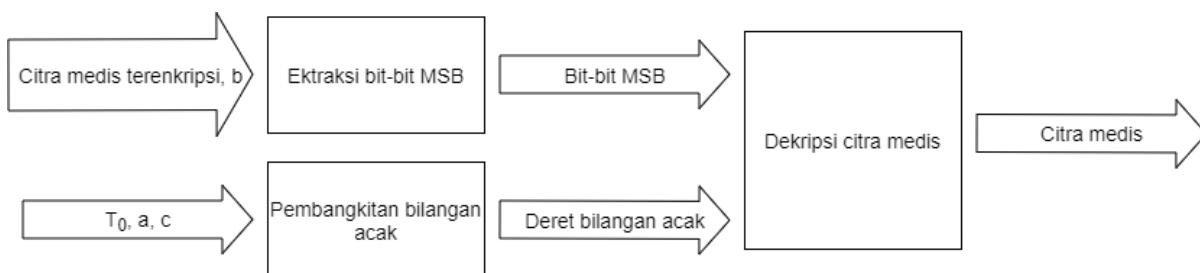 Citra medis terenkripsi, b
Ektraksi bit-bit MSB
Bit-bit MSB
Dekripsi citra medis
Citra medis
T0, a, c
Pembangkitan bilangan
acak
Deret bilangan acak